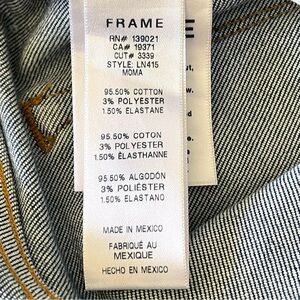 FRAME
RN# 139021
CA# 19371
CUT# 3339
STYLE: LN415
MOMA
95.50% COTTON
3% POLYESTER
1.50% ELASTANE
95.50% COTON
3% POLYESTER
1.50% ÉLASTHANNE
95.50% ALGODÓN
3% POLIÉSTER
1.50% ELASTANO
MADE IN MEXICO
FABRIQUÉ AU
MEXIQUE
HECHO EN MÉXICO
E